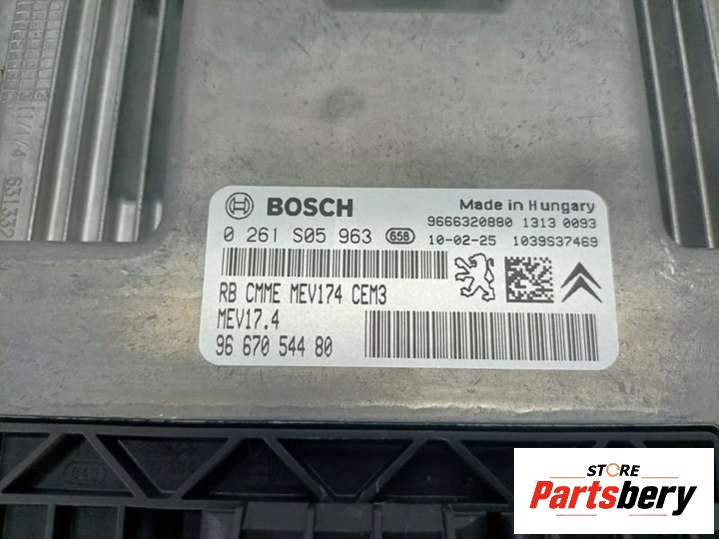 BOSCH
Made in Hungary
9666320880 1313 0093
0 261 S05 963 658 10-02-25 1039S37469
RB CMME MEV174 CEM3
MEV17.4
96 670 544 80
STORE
Partsbery